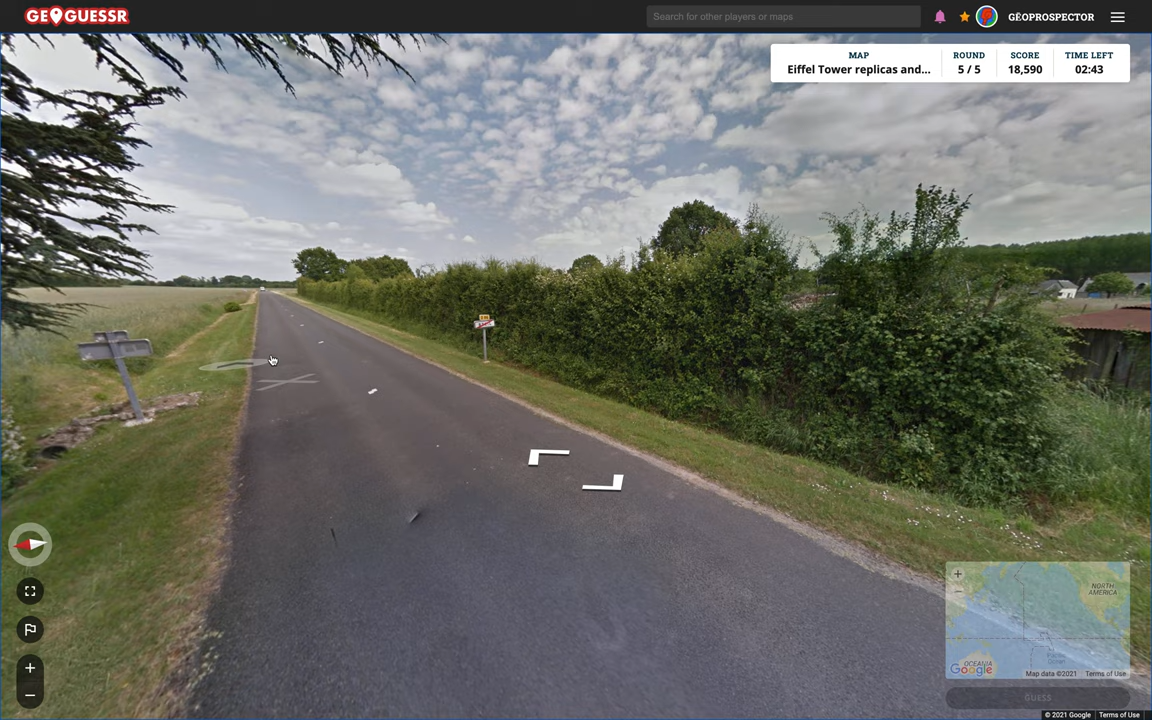 GEOGUESSR
Search for other players or maps
GEOPROSPECTOR
MAP
ROUND
SCORE
TIME LEFT
Eiffel Tower replicas and...
5 / 5
18,590
02:43
NORTH
AMERICA
OCEANIA
Google
Map data ©2021
Terms of Use
GUESS
© 2021 Google
Terms of Use